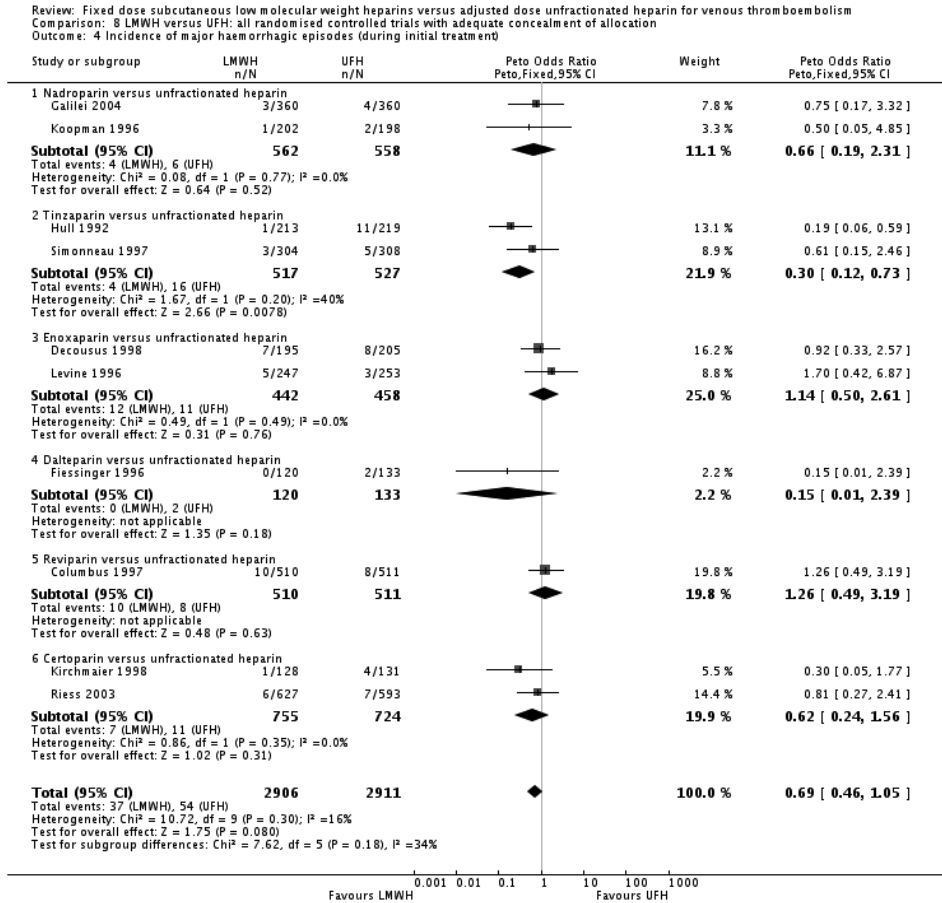 Review: Fixed dose subcutaneous low molecular weight heparins versus adjusted dose unfractionated heparin for venous thromboembolism
Comparison: 8 LMWH versus UFH: all randomised controlled trials with adequate concealment of allocation
Outcome: 4 Incidence of major haemorrhagic episodes (during initial treatment)
Study or subgroup LMWH UFH Peto Odds Ratio Weight Peto Odds Ratio
n/N n/N Peto,Fixed,95% CI Peto,Fixed,95% CI
1 Nadroparin versus unfractionated heparin
Galilei 2004 3/360 4/360 7.8 % 0.75 [ 0.17, 3.32 ]
Koopman 1996 1/202 2/198 3.3 % 0.50 [ 0.05, 4.85 ]
Subtotal (95% CI) 562 558 11.1 % 0.66 [ 0.19, 2.31 ]
Total events: 4 (LMWH), 6 (UFH)
Heterogeneity: Chi² = 0.08, df = 1 (P = 0.77); I² =0.0%
Test for overall effect: Z = 0.64 (P = 0.52)
2 Tinzaparin versus unfractionated heparin
Hull 1992 1/213 11/219 13.1 % 0.19 [ 0.06, 0.59 ]
Simonneau 1997 3/304 5/308 8.9 % 0.61 [ 0.15, 2.46 ]
Subtotal (95% CI) 517 527 21.9 % 0.30 [ 0.12, 0.73 ]
Total events: 4 (LMWH), 16 (UFH)
Heterogeneity: Chi² = 1.67, df = 1 (P = 0.20); I² =40%
Test for overall effect: Z = 2.66 (P = 0.0078)
3 Enoxaparin versus unfractionated heparin
Decousus 1998 7/195 8/205 16.2 % 0.92 [ 0.33, 2.57 ]
Levine 1996 5/247 3/253 8.8 % 1.70 [ 0.42, 6.87 ]
Subtotal (95% CI) 442 458 25.0 % 1.14 [ 0.50, 2.61 ]
Total events: 12 (LMWH), 11 (UFH)
Heterogeneity: Chi² = 0.49, df = 1 (P = 0.49); I² =0.0%
Test for overall effect: Z = 0.31 (P = 0.76)
4 Dalteparin versus unfractionated heparin
Fiessinger 1996 0/120 2/133 2.2 % 0.15 [ 0.01, 2.39 ]
Subtotal (95% CI) 120 133 2.2 % 0.15 [ 0.01, 2.39 ]
Total events: 0 (LMWH), 2 (UFH)
Heterogeneity: not applicable
Test for overall effect: Z = 1.35 (P = 0.18)
5 Reviparin versus unfractionated heparin
Columbus 1997 10/510 8/511 19.8 % 1.26 [ 0.49, 3.19 ]
Subtotal (95% CI) 510 511 19.8 % 1.26 [ 0.49, 3.19 ]
Total events: 10 (LMWH), 8 (UFH)
Heterogeneity: not applicable
Test for overall effect: Z = 0.48 (P = 0.63)
6 Certoparin versus unfractionated heparin
Kirchmaier 1998 1/128 4/131 5.5 % 0.30 [ 0.05, 1.77 ]
Riess 2003 6/627 7/593 14.4 % 0.81 [ 0.27, 2.41 ]
Subtotal (95% CI) 755 724 19.9 % 0.62 [ 0.24, 1.56 ]
Total events: 7 (LMWH), 11 (UFH)
Heterogeneity: Chi² = 0.86, df = 1 (P = 0.35); I² =0.0%
Test for overall effect: Z = 1.02 (P = 0.31)
Total (95% CI) 2906 2911 100.0 % 0.69 [ 0.46, 1.05 ]
Total events: 37 (LMWH), 54 (UFH)
Heterogeneity: Chi² = 10.72, df = 9 (P = 0.30); I² =16%
Test for overall effect: Z = 1.75 (P = 0.080)
Test for subgroup differences: Chi² = 7.62, df = 5 (P = 0.18), I² =34%
0.001 0.01 0.1 1 10 100 1000
Favours LMWH Favours UFH